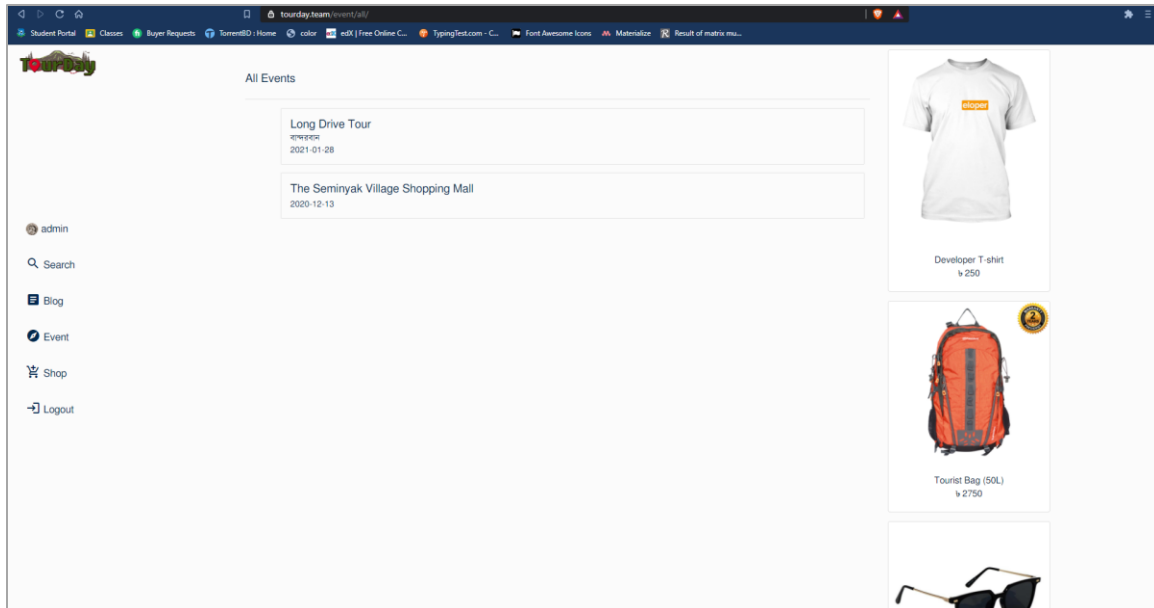 tourday.team/event/all/
Student Portal
Classes
Buyer Requests
TorrentBD : Home
color
edX | Free Online C...
TypingTest.com - C...
Font Awesome Icons
Materialize
Result of matrix mu...
Tour Day
All Events
Long Drive Tour
বান্দরবান
2021-01-28
The Seminyak Village Shopping Mall
2020-12-13
admin
Search
Blog
Event
Shop
Logout
eloper
Developer T-shirt
৳ 250
2
Tourist Bag (50L)
৳ 2750